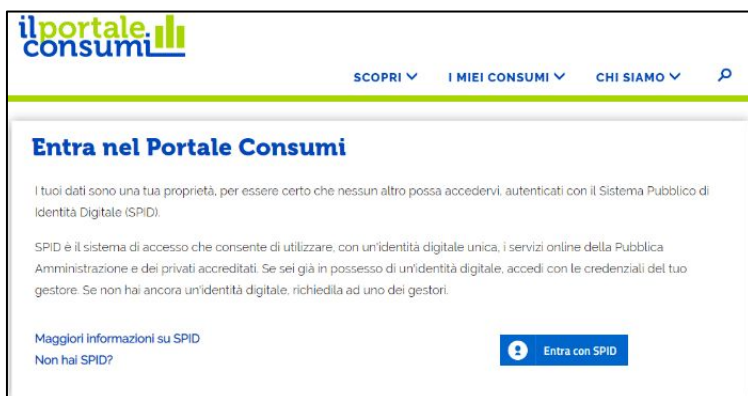 ilportale
consumi
SCOPRI I MIEI CONSUMI CHI SIAMO
Entra nel Portale Consumi
I tuoi dati sono una tua proprietà, per essere certo che nessun altro possa accedervi, autenticati con il Sistema Pubblico di
Identità Digitale (SPID).
SPID è il sistema di accesso che consente di utilizzare, con un'identità digitale unica, i servizi online della Pubblica
Amministrazione e dei privati accreditati. Se sei già in possesso di un'identità digitale, accedi con le credenziali del tuo
gestore. Se non hai ancora un'identità digitale, richiedila ad uno dei gestori.
Maggiori informazioni su SPID
Non hai SPID?
Entra con SPID